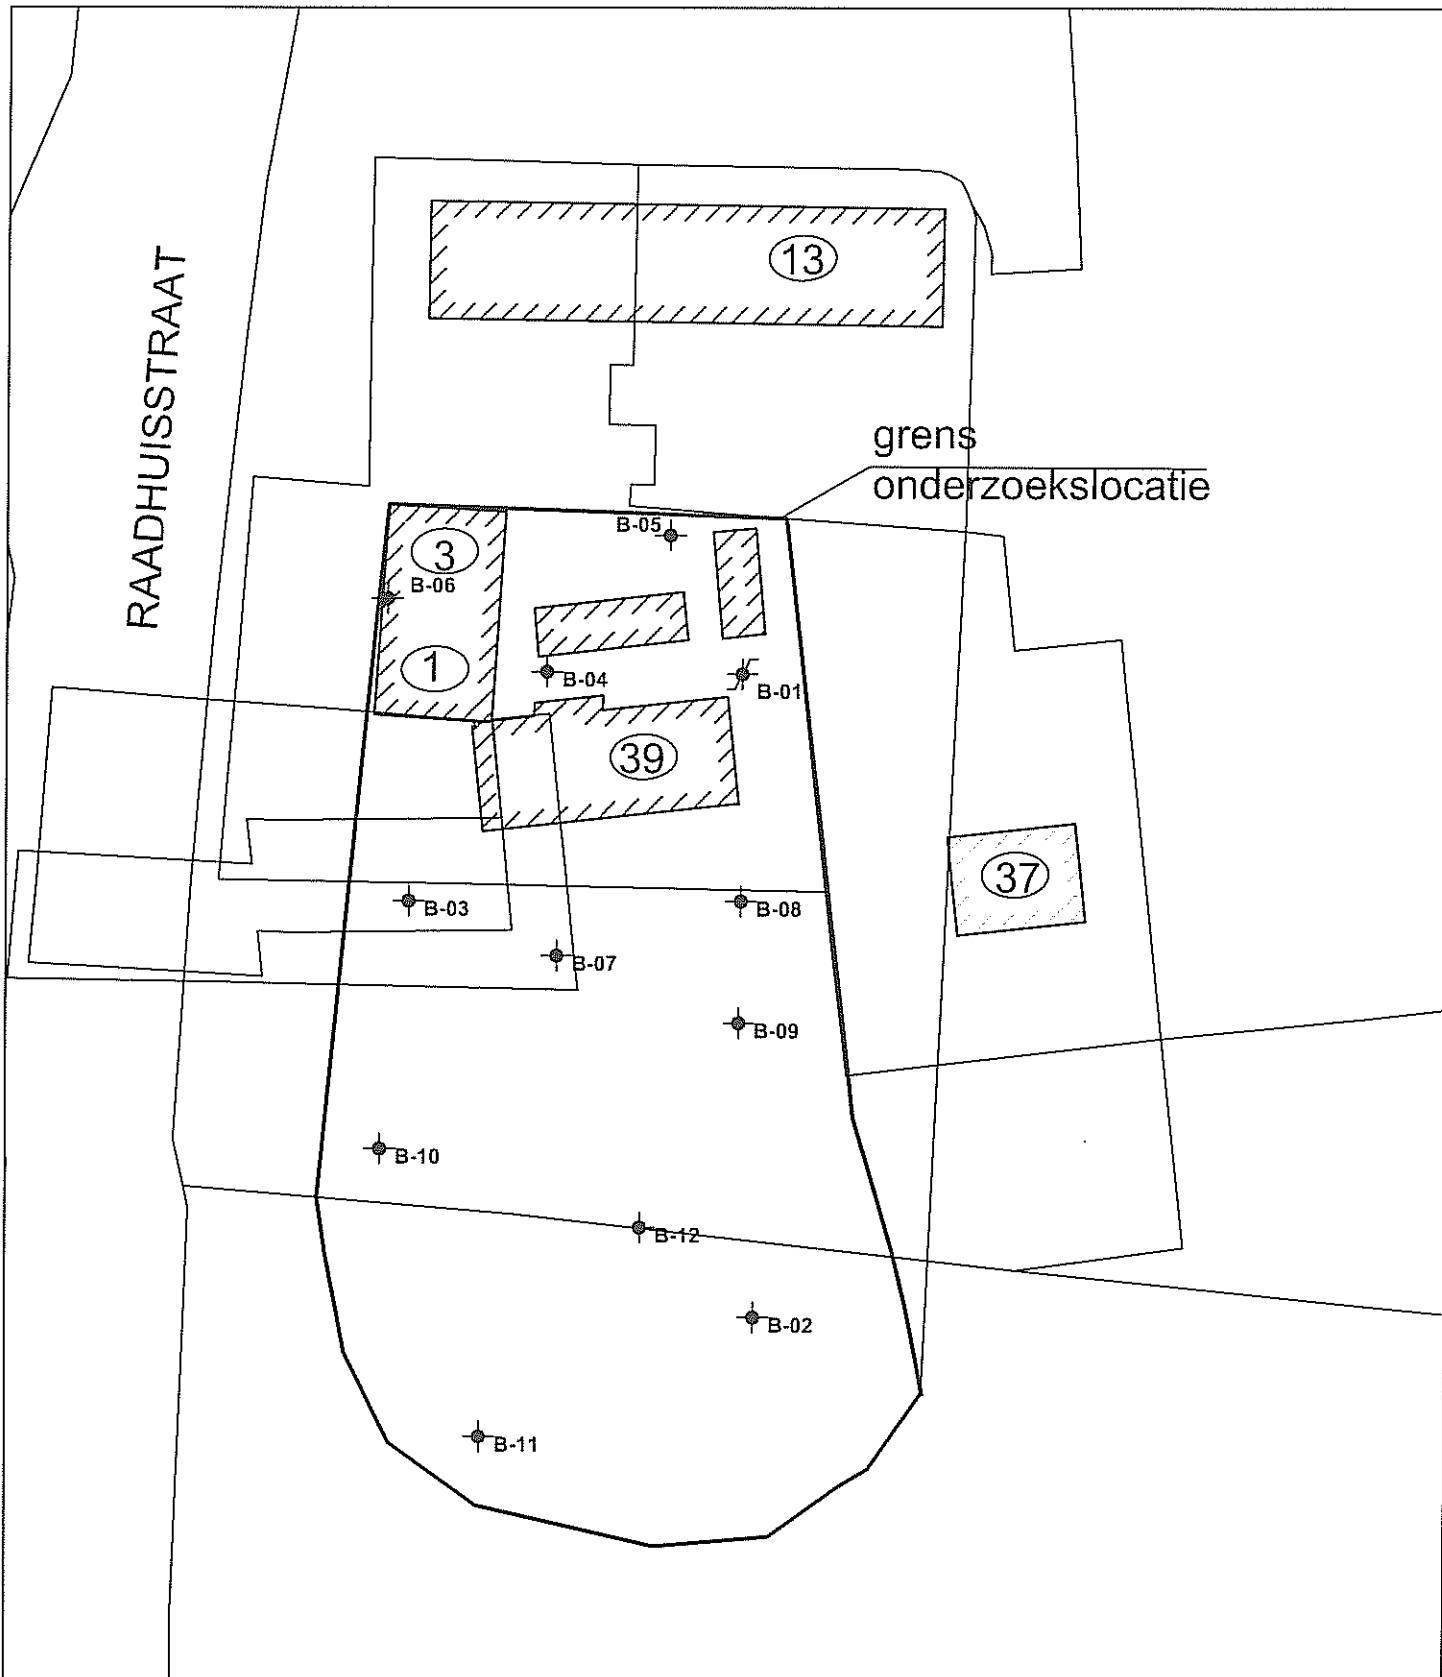 RAADHUISSTRAAT
13
grens
onderzoekslocatie
B-05
3
B-06
1
B-04
B-01
39
37
B-03
B-08
B-07
B-09
B-10
B-12
B-02
B-11